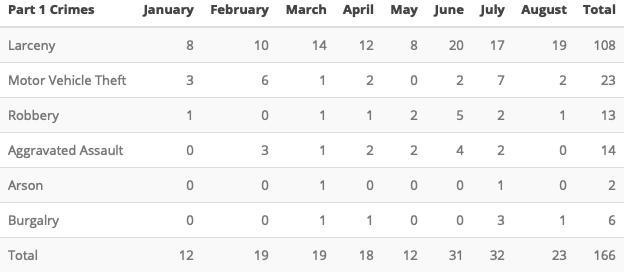 Part 1 Crimes January February March April May June July August Total
Larceny 8 10 14 12 8 20 17 19 108
Motor Vehicle Theft 3 6 1 2 0 2 7 2 23
Robbery 1 0 1 1 2 5 2 1 13
Aggravated Assault 0 3 1 2 2 4 2 0 14
Arson 0 0 1 0 0 0 1 0 2
Burgalry 0 0 1 1 0 0 3 1 6
Total 12 19 19 18 12 31 32 23 166